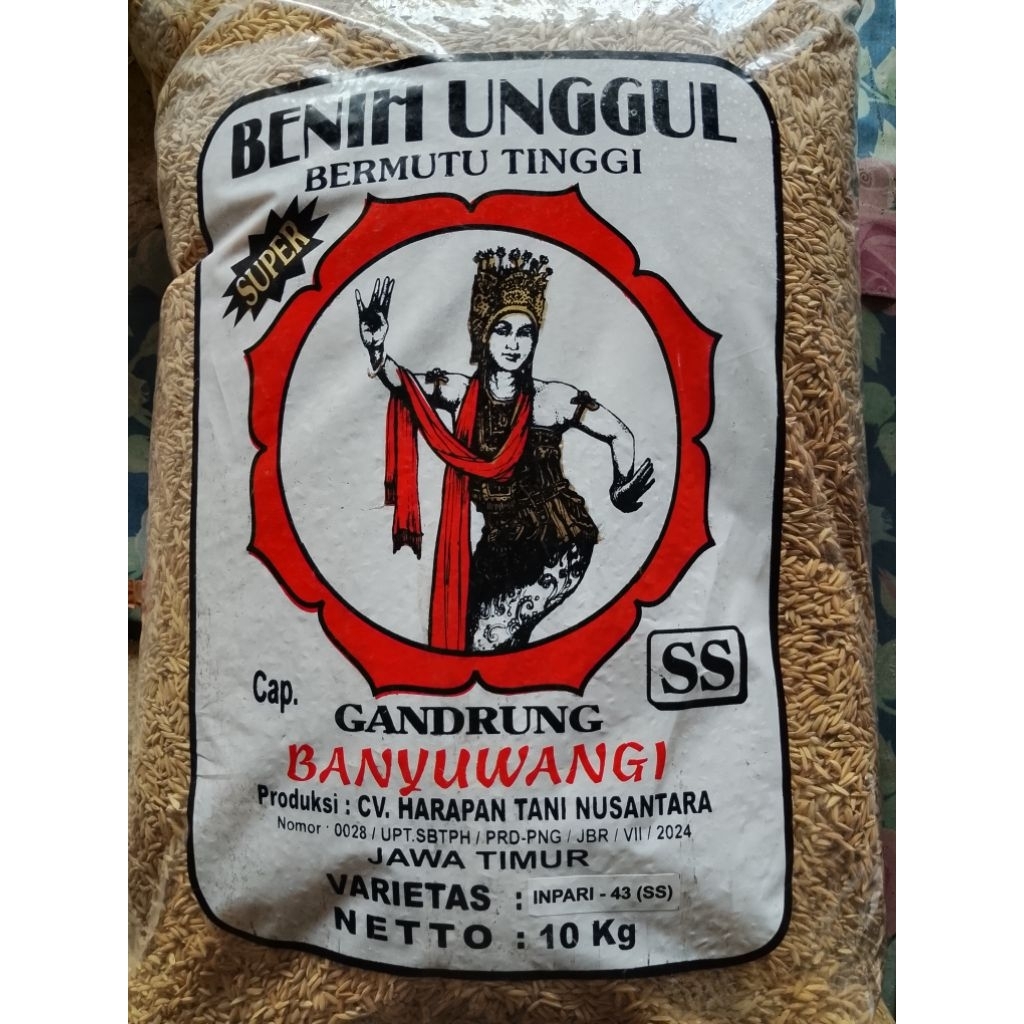 BENIH UNGGUL
BERMUTU TINGGI
SUPER
SS
Cap.
GANDRUNG
BANYUWANGI
Produksi : CV. HARAPAN TANI NUSANTARA
Nomor : 0028 / UPT.SBTPH / PRD-PNG / JBR / VII / 2024
JAWA TIMUR
VARIETAS : INPARI - 43 (SS)
NETTO : 10 Kg